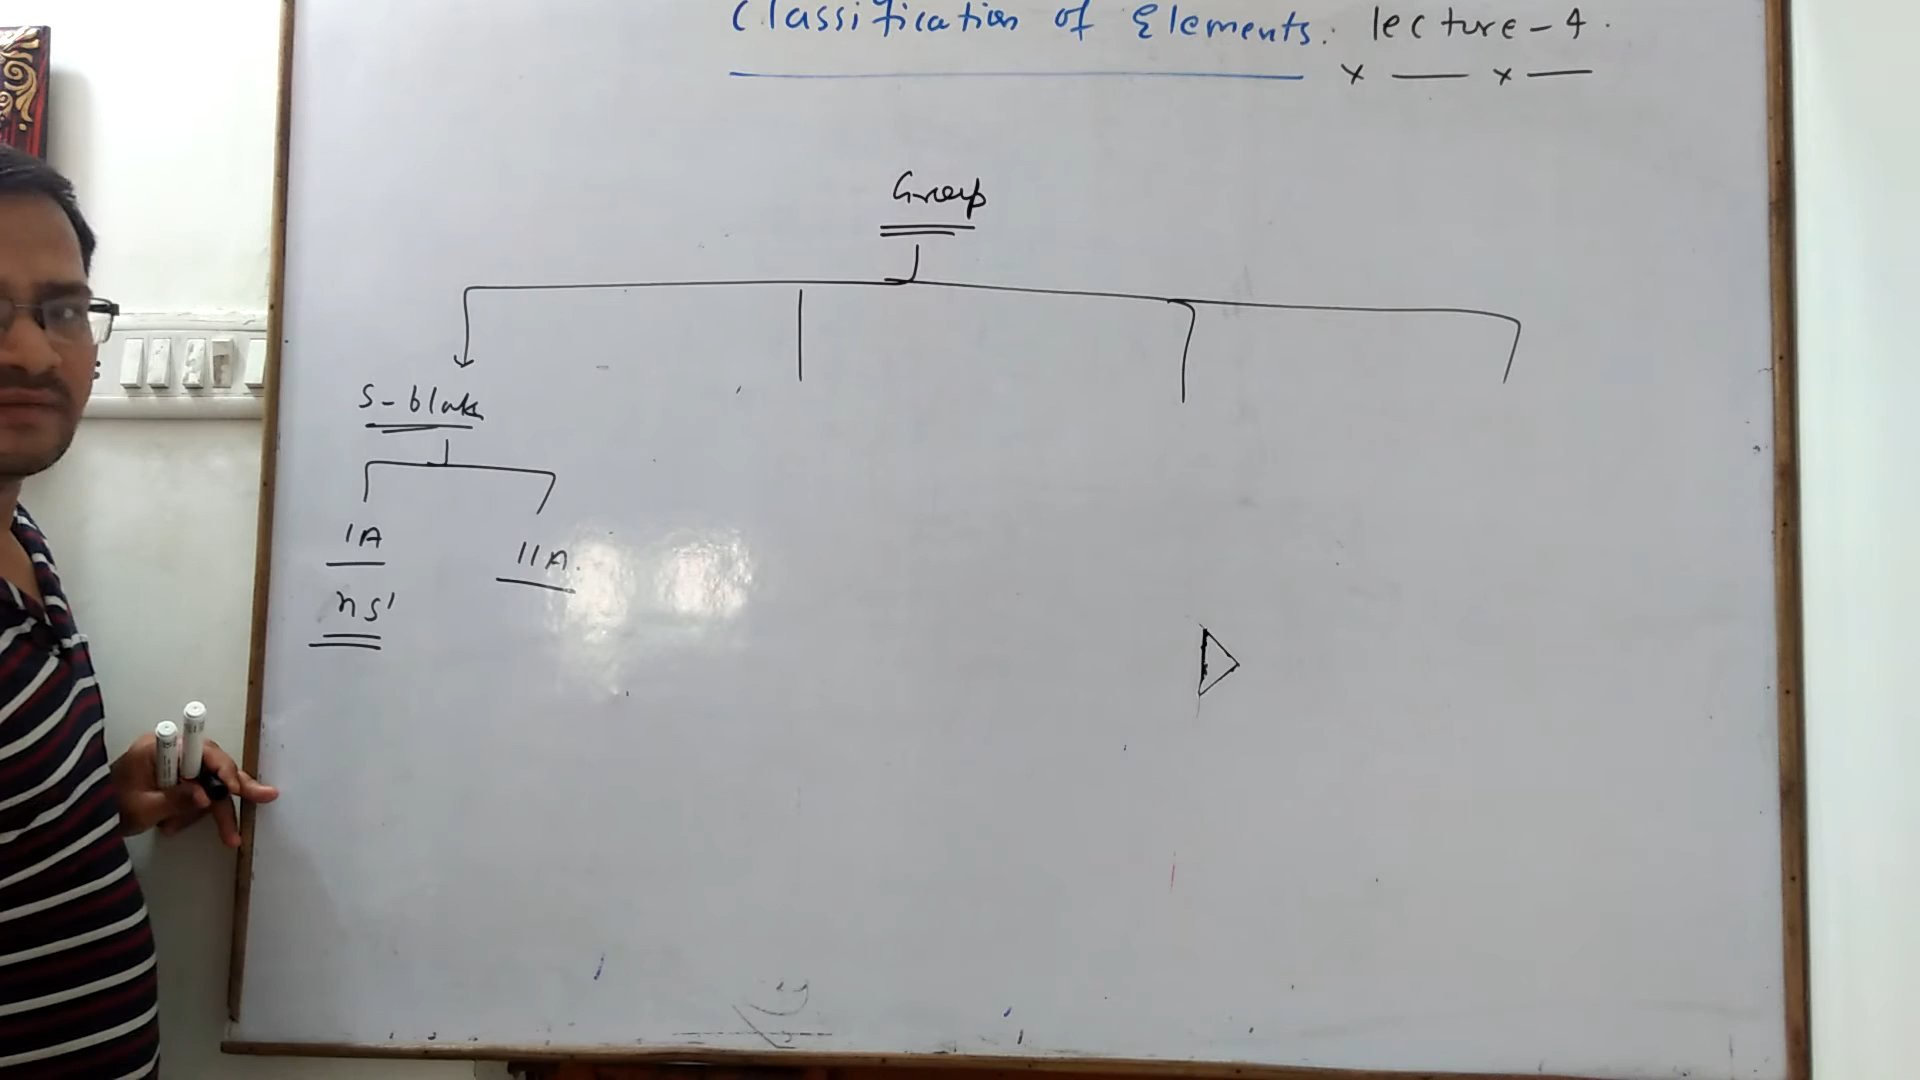 Classification of Elements. lecture-4.
Group
S-block
IA
IIA.
ns¹